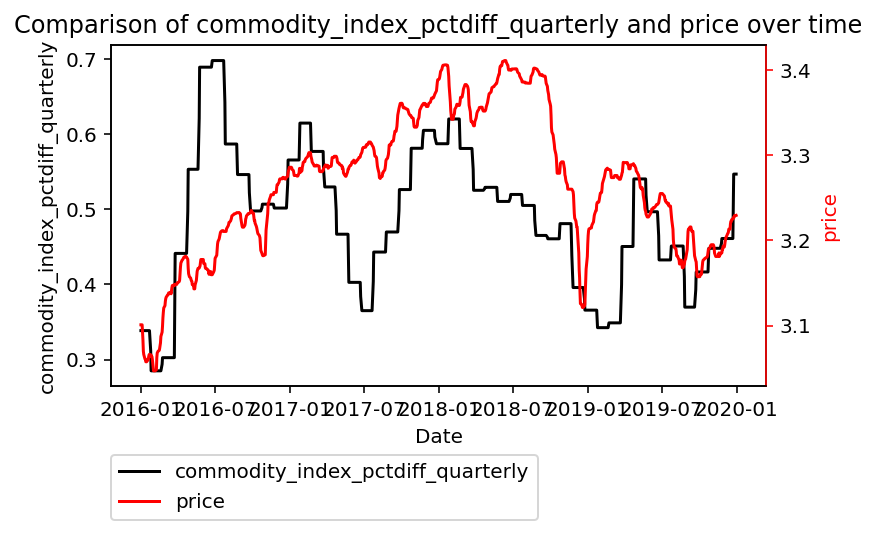 Comparison of commodity_index_pctdiff_quarterly and price over time
commodity_index_pctdiff_quarterly
0.7
0.6
0.5
0.4
0.3
3.4
3.3
3.2
3.1
price
2016-01 2016-07 2017-01 2017-07 2018-01 2018-07 2019-01 2019-07 2020-01
Date
commodity_index_pctdiff_quarterly
price